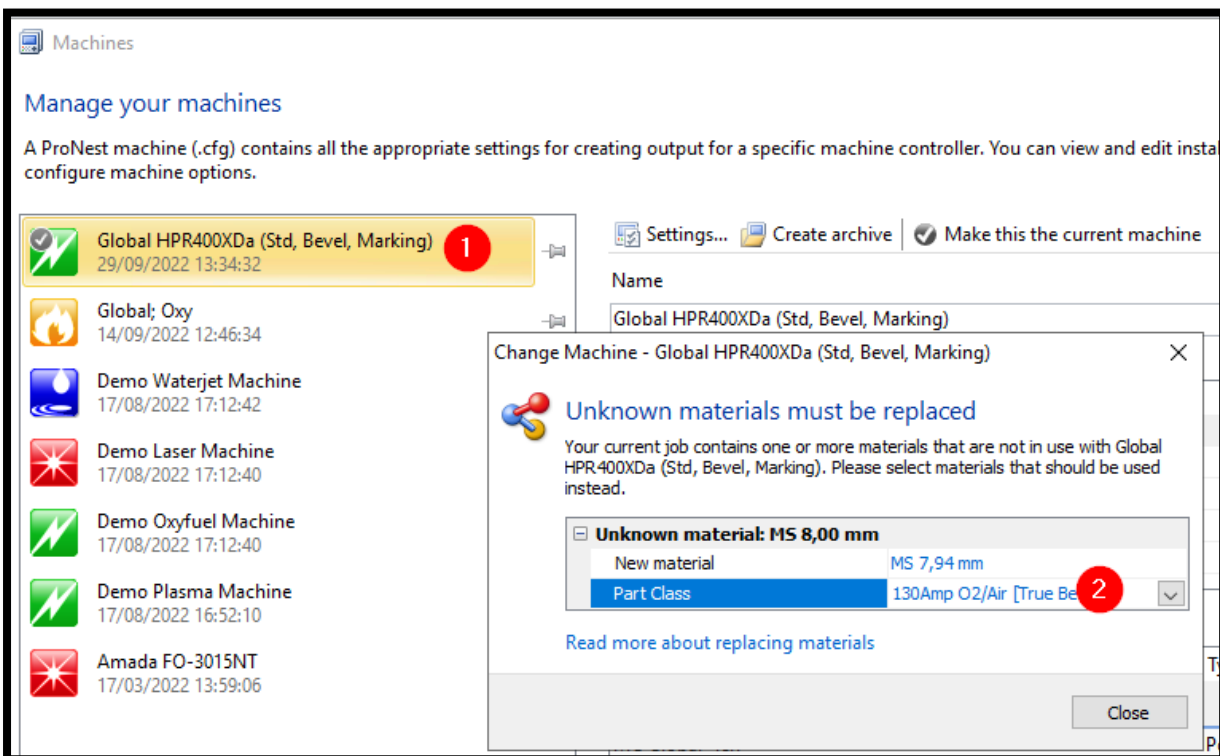 Machines
Manage your machines
A ProNest machine (.cfg) contains all the appropriate settings for creating output for a specific machine controller. You can view and edit
configure machine options.
Global HPR400XDa (Std, Bevel, Marking)
29/09/2022 13:34:32
1
Global; Oxy
14/09/2022 12:46:34
Demo Waterjet Machine
17/08/2022 17:12:42
Demo Laser Machine
17/08/2022 17:12:40
Demo Oxyfuel Machine
17/08/2022 17:12:40
Demo Plasma Machine
17/08/2022 16:52:10
Amada FO-3015NT
17/03/2022 13:59:06
Settings... Create archive Make this the current machine
Name
Global HPR400XDa (Std, Bevel, Marking)
Change Machine - Global HPR400XDa (Std, Bevel, Marking)
Unknown materials must be replaced
Your current job contains one or more materials that are not in use with Global
HPR400XDa (Std, Bevel, Marking). Please select materials that should be used
instead.
Unknown material: MS 8,00 mm
New material MS 7,94 mm
Part Class 130Amp O2/Air [True Be
2
Read more about replacing materials
Close